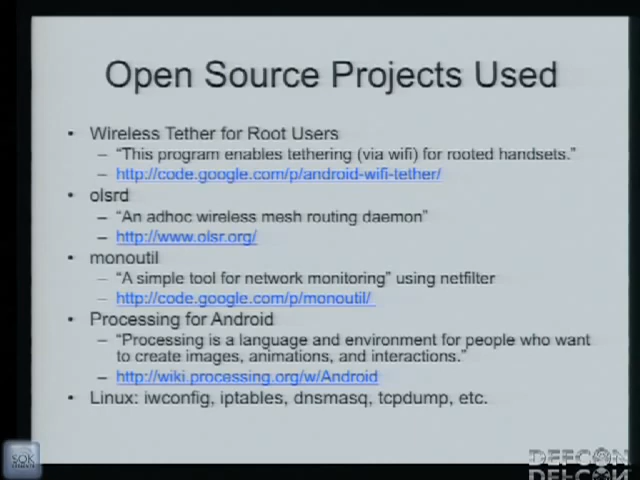 Open Source Projects Used
• Wireless Tether for Root Users
– “This program enables tethering (via wifi) for rooted handsets.”
– http://code.google.com/p/android-wifi-tether/
• olsrd
– “An adhoc wireless mesh routing daemon”
– http://www.olsr.org/
• monoutil
– “A simple tool for network monitoring” using netfilter
– http://code.google.com/p/monoutil/
• Processing for Android
– “Processing is a language and environment for people who want
to create images, animations, and interactions.”
– http://wiki.processing.org/w/Android
• Linux: iwconfig, iptables, dnsmasq, tcpdump, etc.
SOK
DEFCON